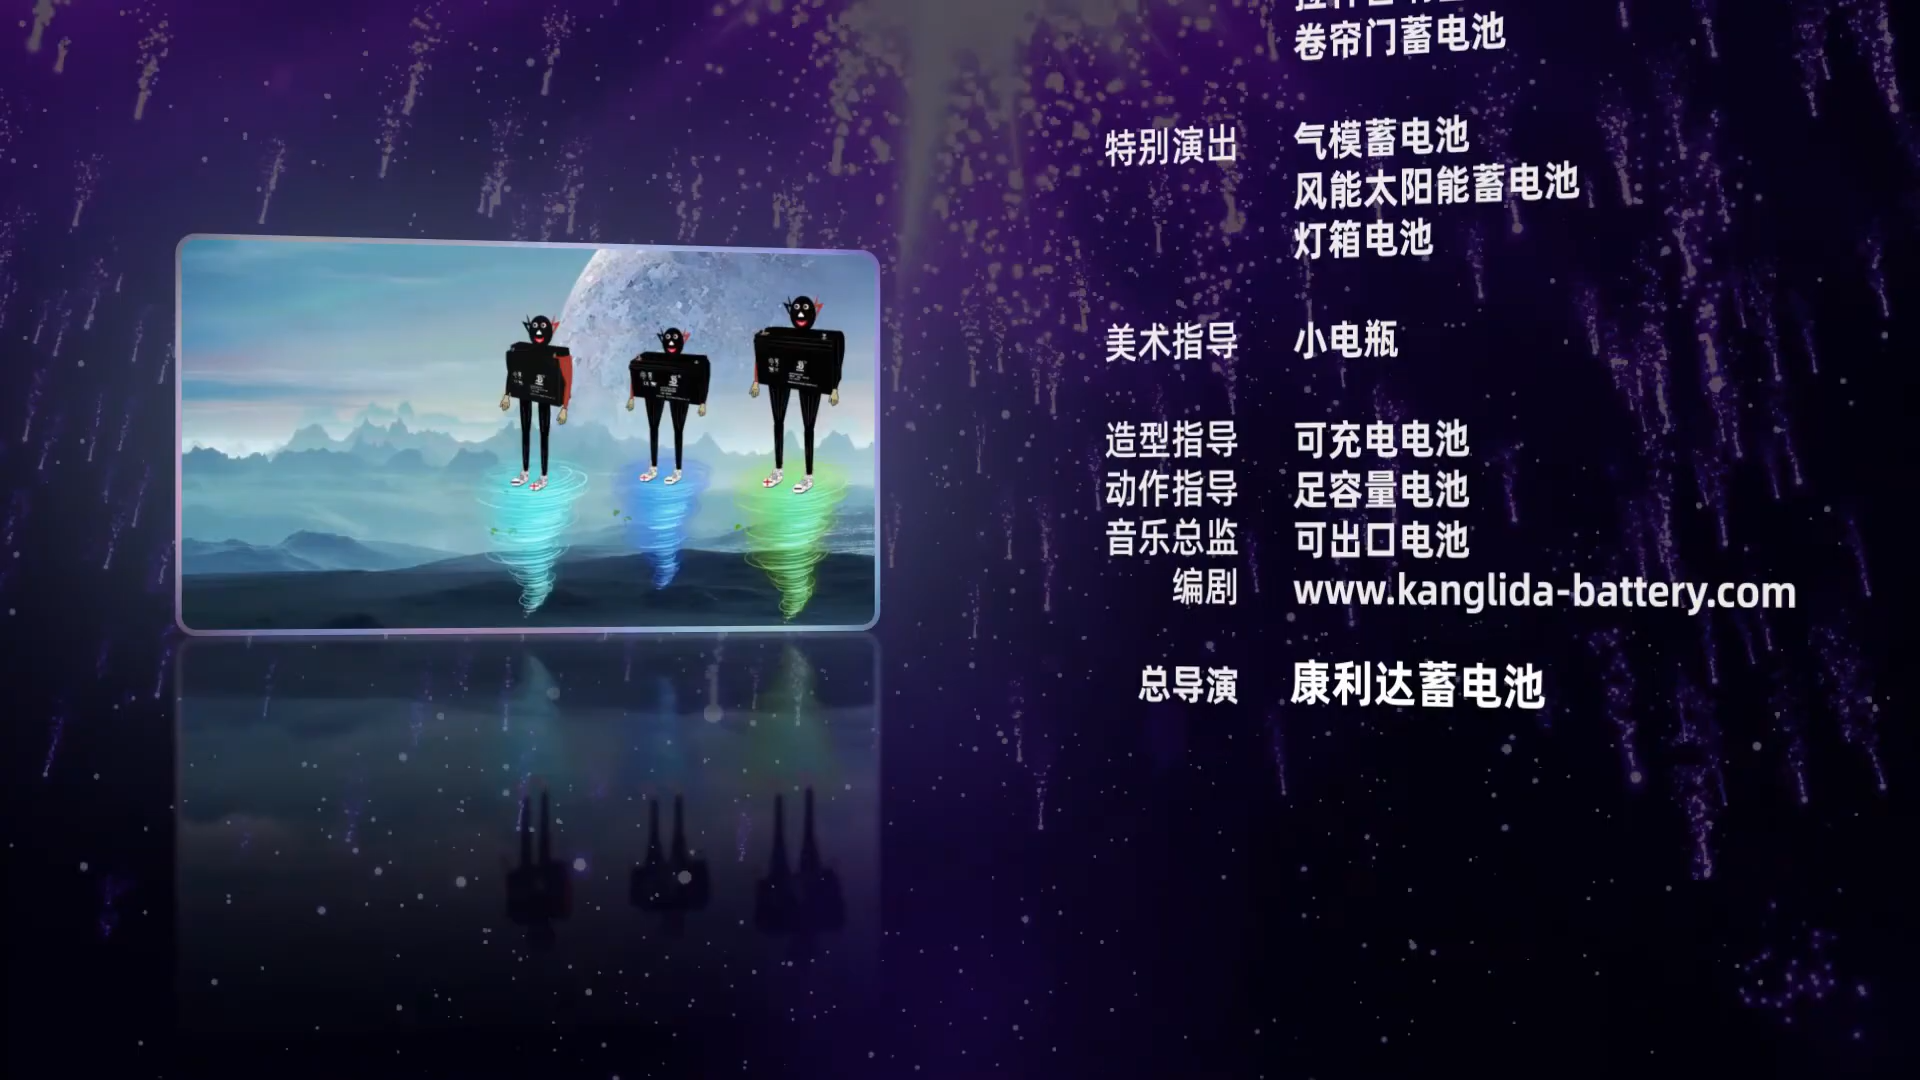 卷帘门蓄电池
特别演出 气模蓄电池
风能太阳能蓄电池
灯箱电池
美术指导 小电瓶
造型指导 可充电电池
动作指导 足容量电池
音乐总监 可出口电池
编剧 www.kanglida-battery.com
总导演 康利达蓄电池